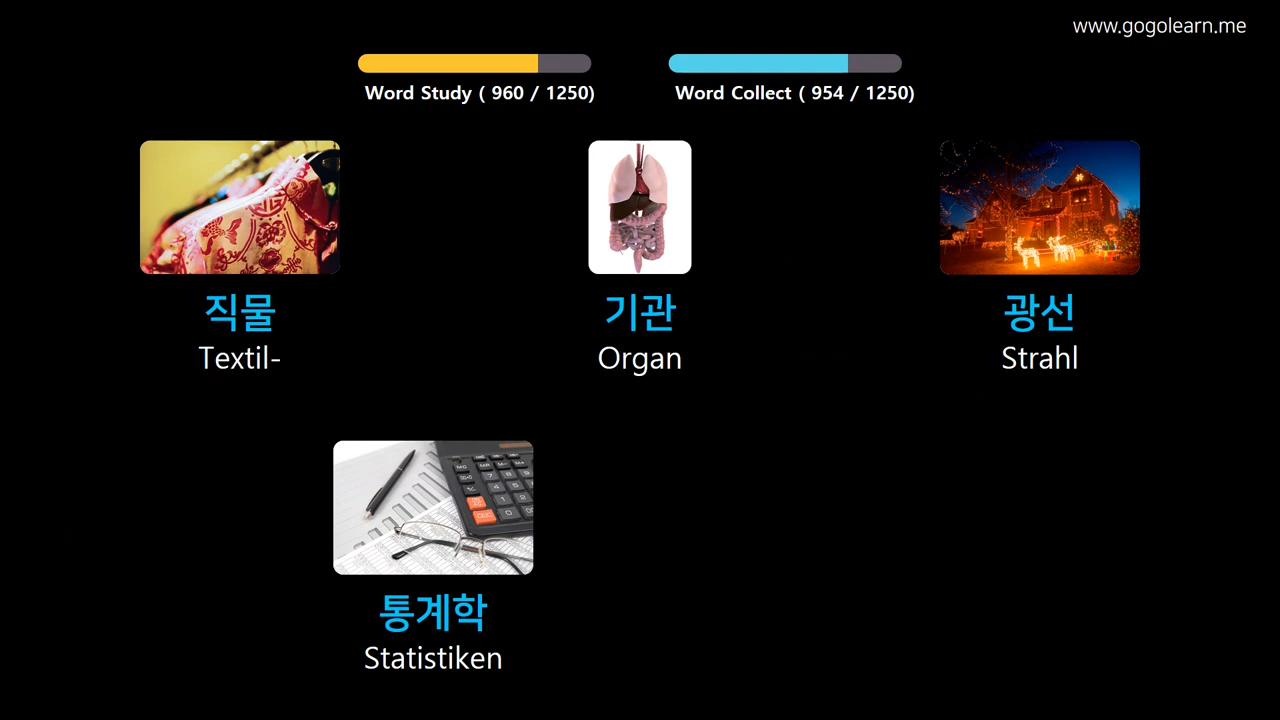 www.gogolearn.me
Word Study ( 960 / 1250)
Word Collect ( 954 / 1250)
직물
기관
광선
Textil-
Organ
Strahl
통계학
Statistiken